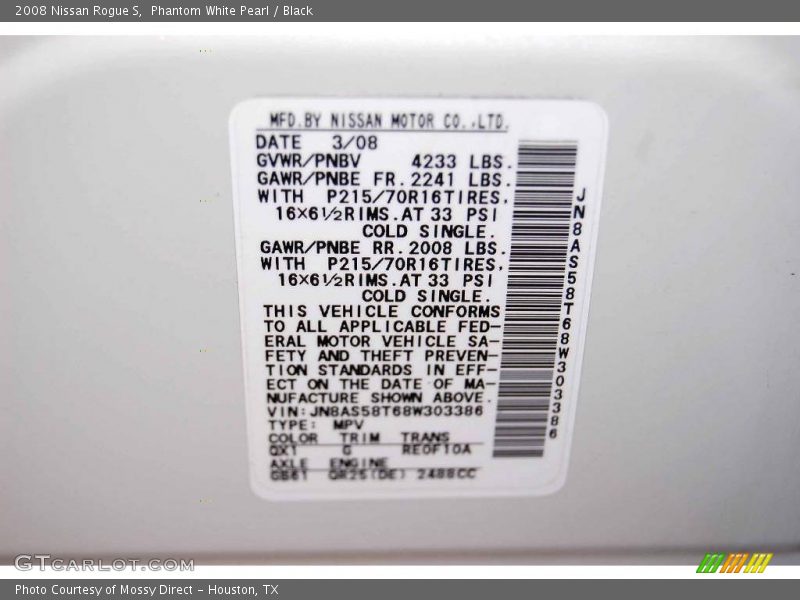 2008 Nissan Rogue S, Phantom White Pearl / Black
MFD.BY NISSAN MOTOR CO.,LTD.
DATE 3/08
GVWR/PNBV 4233 LBS.
GAWR/PNBE FR. 2241 LBS.
WITH P215/70R16TIRES,
16×6½RIMS.AT 33 PSI
COLD SINGLE.
GAWR/PNBE RR. 2008 LBS.
WITH P215/70R16TIRES,
16×6½RIMS.AT 33 PSI
COLD SINGLE.
THIS VEHICLE CONFORMS
TO ALL APPLICABLE FED-
ERAL MOTOR VEHICLE SA-
FETY AND THEFT PREVEN-
TION STANDARDS IN EFF-
ECT ON THE DATE OF MA-
NUFACTURE SHOWN ABOVE.
VIN:JN8AS58T68W303386
TYPE: MPV
COLOR TRIM TRANS
QX1 G RE0F10A
AXLE ENGINE
GB61 QR25(DE) 2488CC
JN8AS58T68W303386
GTCARLOT.COM
Photo Courtesy of Mossy Direct - Houston, TX